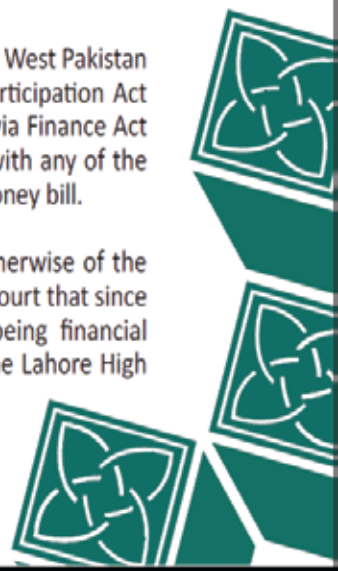 West Pakistan
rticipation Act
via Finance Act
with any of the
oney bill.
herwise of the
ourt that since
being financial
he Lahore High